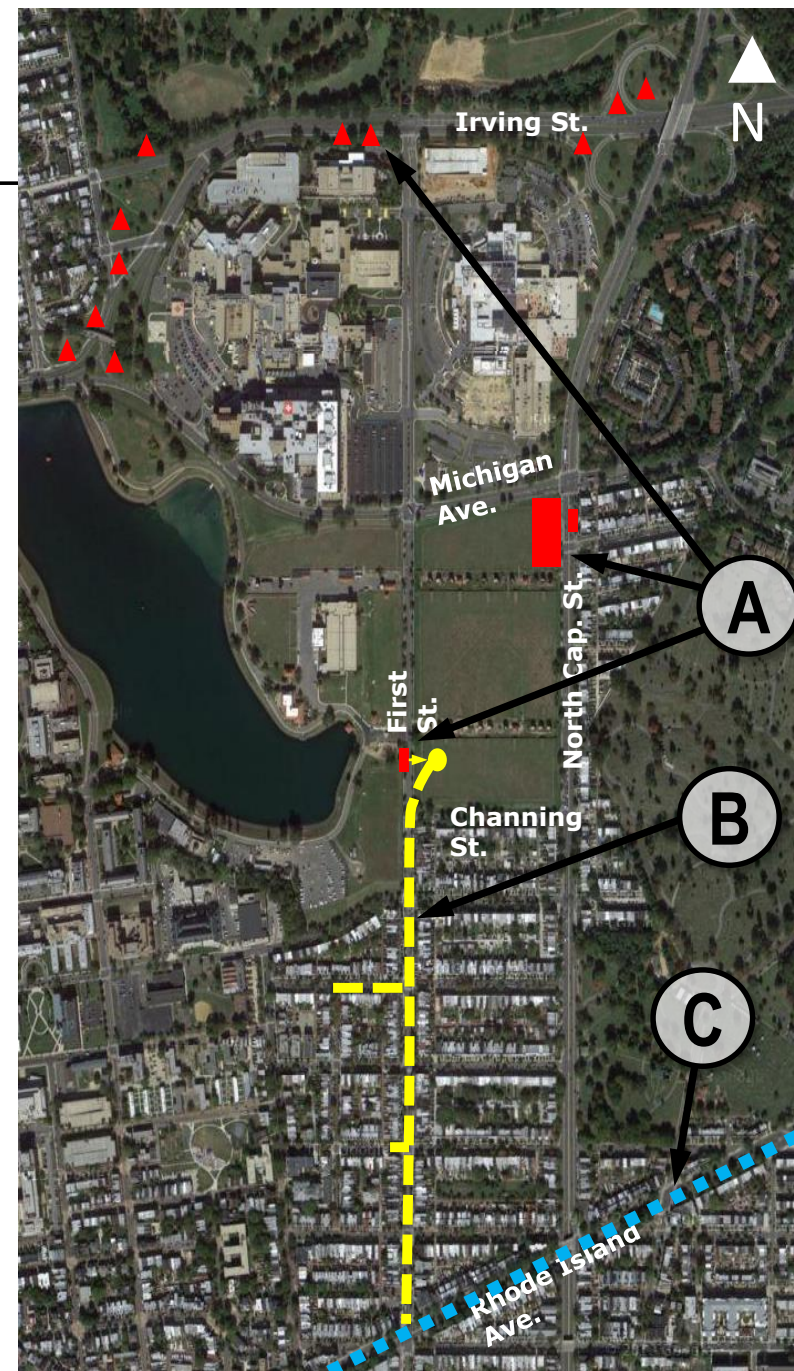 N
Irving St.
Michigan
Ave.
A
First
St.
North Cap. St.
B
Channing
St.
C
Rhode Island
Ave.